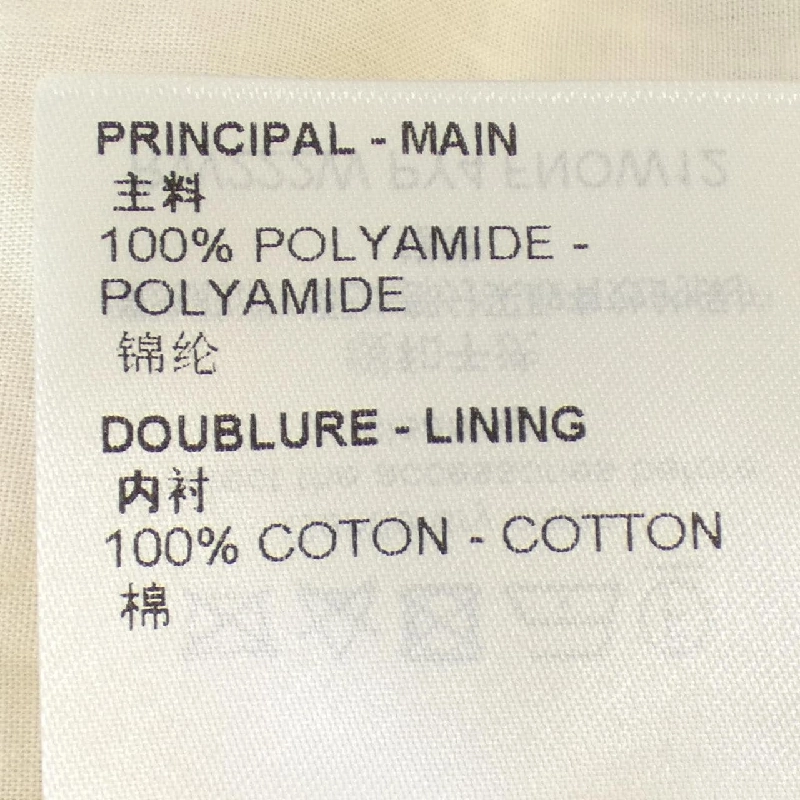 PRINCIPAL - MAIN
主料
100% POLYAMIDE -
POLYAMIDE
锦纶
DOUBLURE - LINING
内衬
100% COTON - COTTON
棉